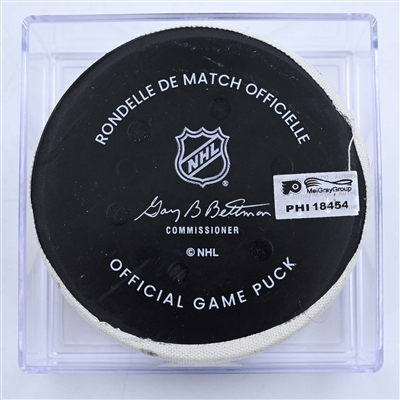 RONDELLE DE MATCH OFFICIELLE
NHL
®
Gary B Bettman
COMMISSIONER
© NHL
OFFICIAL GAME PUCK
MeiGrayGroup
PHI 18454